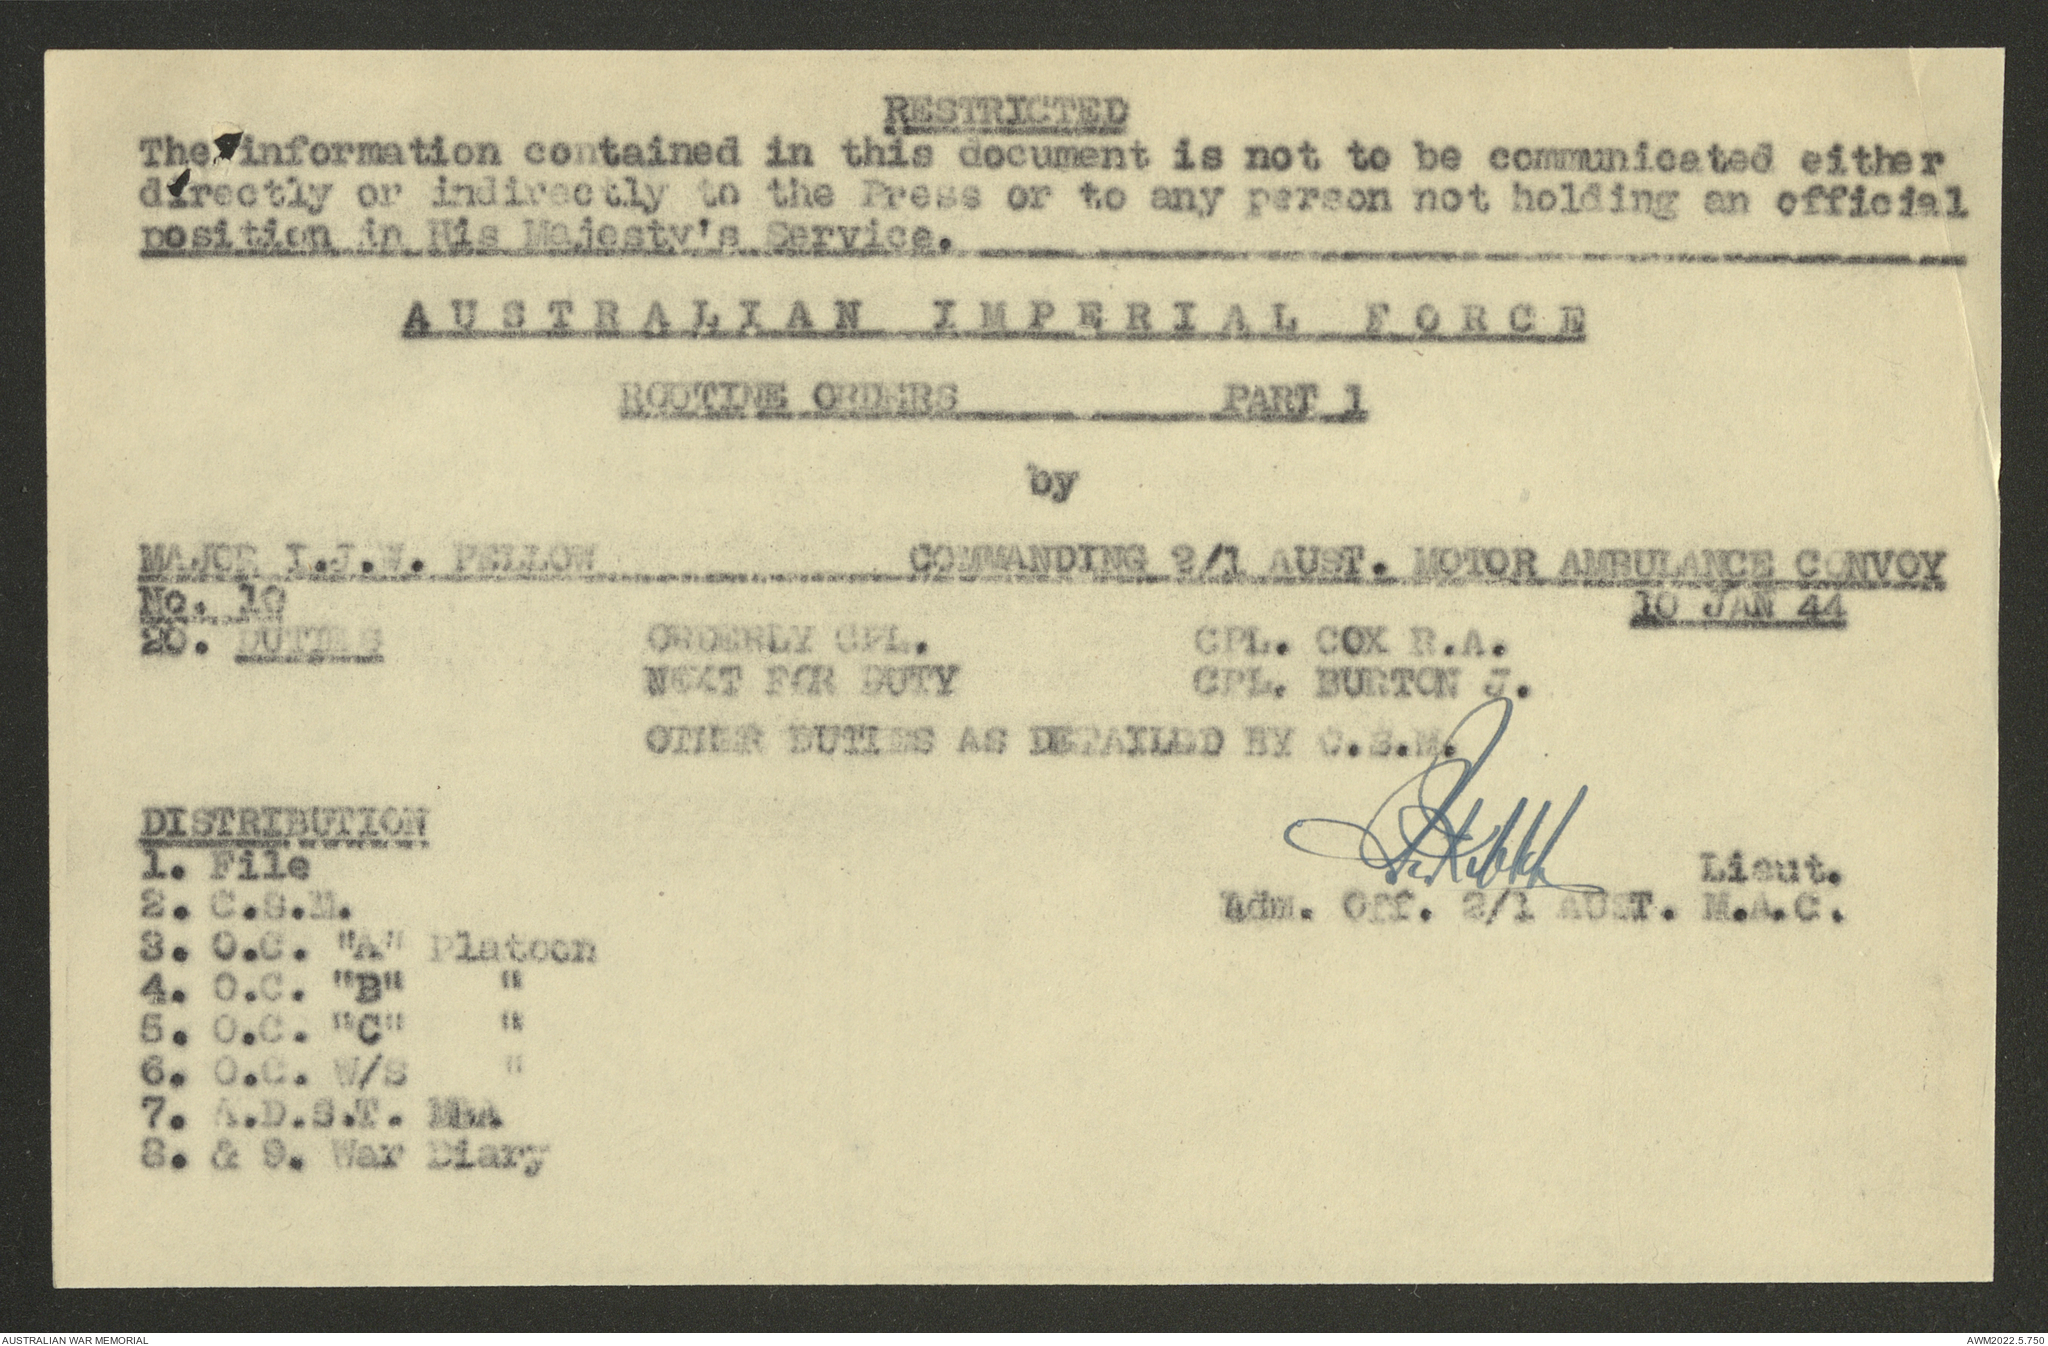 RESTRICTED
The information contained in this document is not to be communicated either
directly or indirectly to the Press or to any person not holding an official
position in His Majesty's Service.
AUSTRALIAN IMPERIAL FORCE
ROUTINE ORDERS PART 1
by
MAJOR I.J.W. PELLOW COMMANDING 2/1 AUST. MOTOR AMBULANCE CONVOY
No. 10 10 JAN 44
20. DUTIES ORDERLY CPL. CPL. COX R.A.
NEXT FOR DUTY CPL. BURTON J.
OTHER DUTIES AS DETAILED BY C.S.M.
DISTRIBUTION
1. File Lieut.
2. C.S.M. Adm. Off. 2/1 AUST. M.A.C.
3. O.C. "A" Platoon
4. O.C. "B" "
5. O.C. "C" "
6. O.C. W/S "
7. A.D.S.T. MBA
8. & 9. War Diary
AUSTRALIAN WAR MEMORIAL AWM2022.5.750